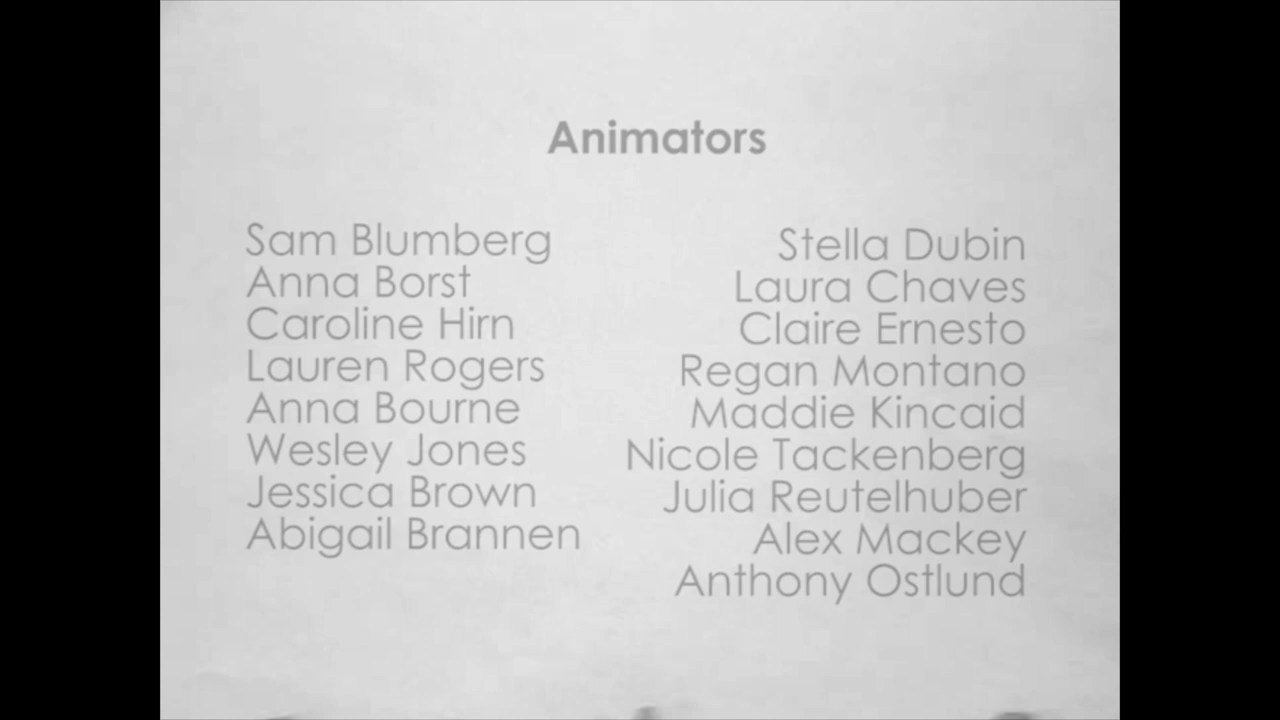 Animators
Sam Blumberg
Anna Borst
Caroline Hirn
Lauren Rogers
Anna Bourne
Wesley Jones
Jessica Brown
Abigail Brannen
Stella Dubin
Laura Chaves
Claire Ernesto
Regan Montano
Maddie Kincaid
Nicole Tackenberg
Julia Reutelhuber
Alex Mackey
Anthony Ostlund